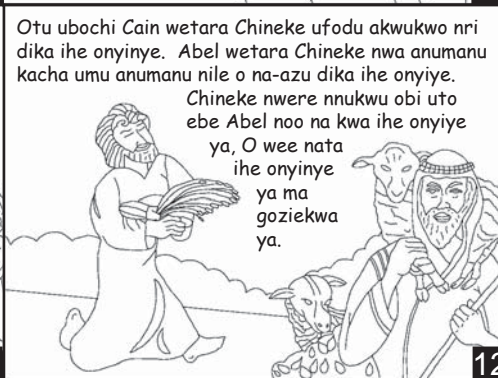 Otu ubochi Cain wetara Chineke ufodu akwukwo nri
dika ihe onyinye. Abel wetara Chineke nwa anumanu
kacha umu anumanu nile o na-azu dika ihe onyiye.
Chineke nwere nnukwu obi uto
ebe Abel noo na kwa ihe onyiye
ya, O wee nata
ihe onyinye
ya ma
goziekwa
ya.
12